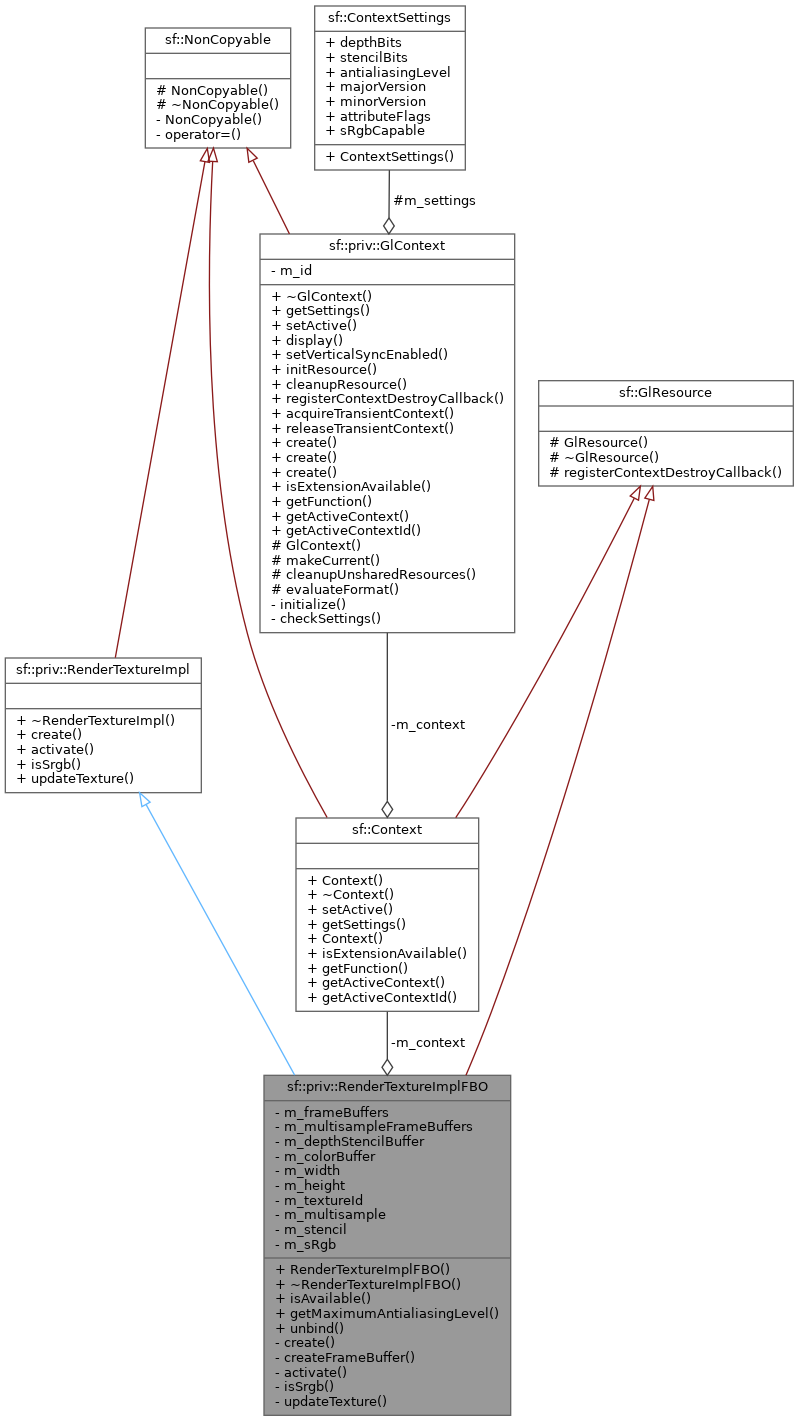 sf::ContextSettings
+ depthBits
+ stencilBits
+ antialiasingLevel
+ majorVersion
+ minorVersion
+ attributeFlags
+ sRgbCapable
+ ContextSettings()
sf::NonCopyable
# NonCopyable()
# ~NonCopyable()
- NonCopyable()
- operator=()
#m_settings
sf::priv::GlContext
- m_id
+ ~GlContext()
+ getSettings()
+ setActive()
+ display()
+ setVerticalSyncEnabled()
+ initResource()
+ cleanupResource()
+ registerContextDestroyCallback()
+ acquireTransientContext()
+ releaseTransientContext()
+ create()
+ create()
+ create()
+ isExtensionAvailable()
+ getFunction()
+ getActiveContext()
+ getActiveContextId()
# GlContext()
# makeCurrent()
# cleanupUnsharedResources()
# evaluateFormat()
- initialize()
- checkSettings()
sf::GlResource
# GlResource()
# ~GlResource()
# registerContextDestroyCallback()
sf::priv::RenderTextureImpl
+ ~RenderTextureImpl()
+ create()
+ activate()
+ isSrgb()
+ updateTexture()
-m_context
sf::Context
+ Context()
+ ~Context()
+ setActive()
+ getSettings()
+ Context()
+ isExtensionAvailable()
+ getFunction()
+ getActiveContext()
+ getActiveContextId()
-m_context
sf::priv::RenderTextureImplFBO
- m_frameBuffers
- m_multisampleFrameBuffers
- m_depthStencilBuffer
- m_colorBuffer
- m_width
- m_height
- m_textureId
- m_multisample
- m_stencil
- m_sRgb
+ RenderTextureImplFBO()
+ ~RenderTextureImplFBO()
+ isAvailable()
+ getMaximumAntialiasingLevel()
+ unbind()
- create()
- createFrameBuffer()
- activate()
- isSrgb()
- updateTexture()